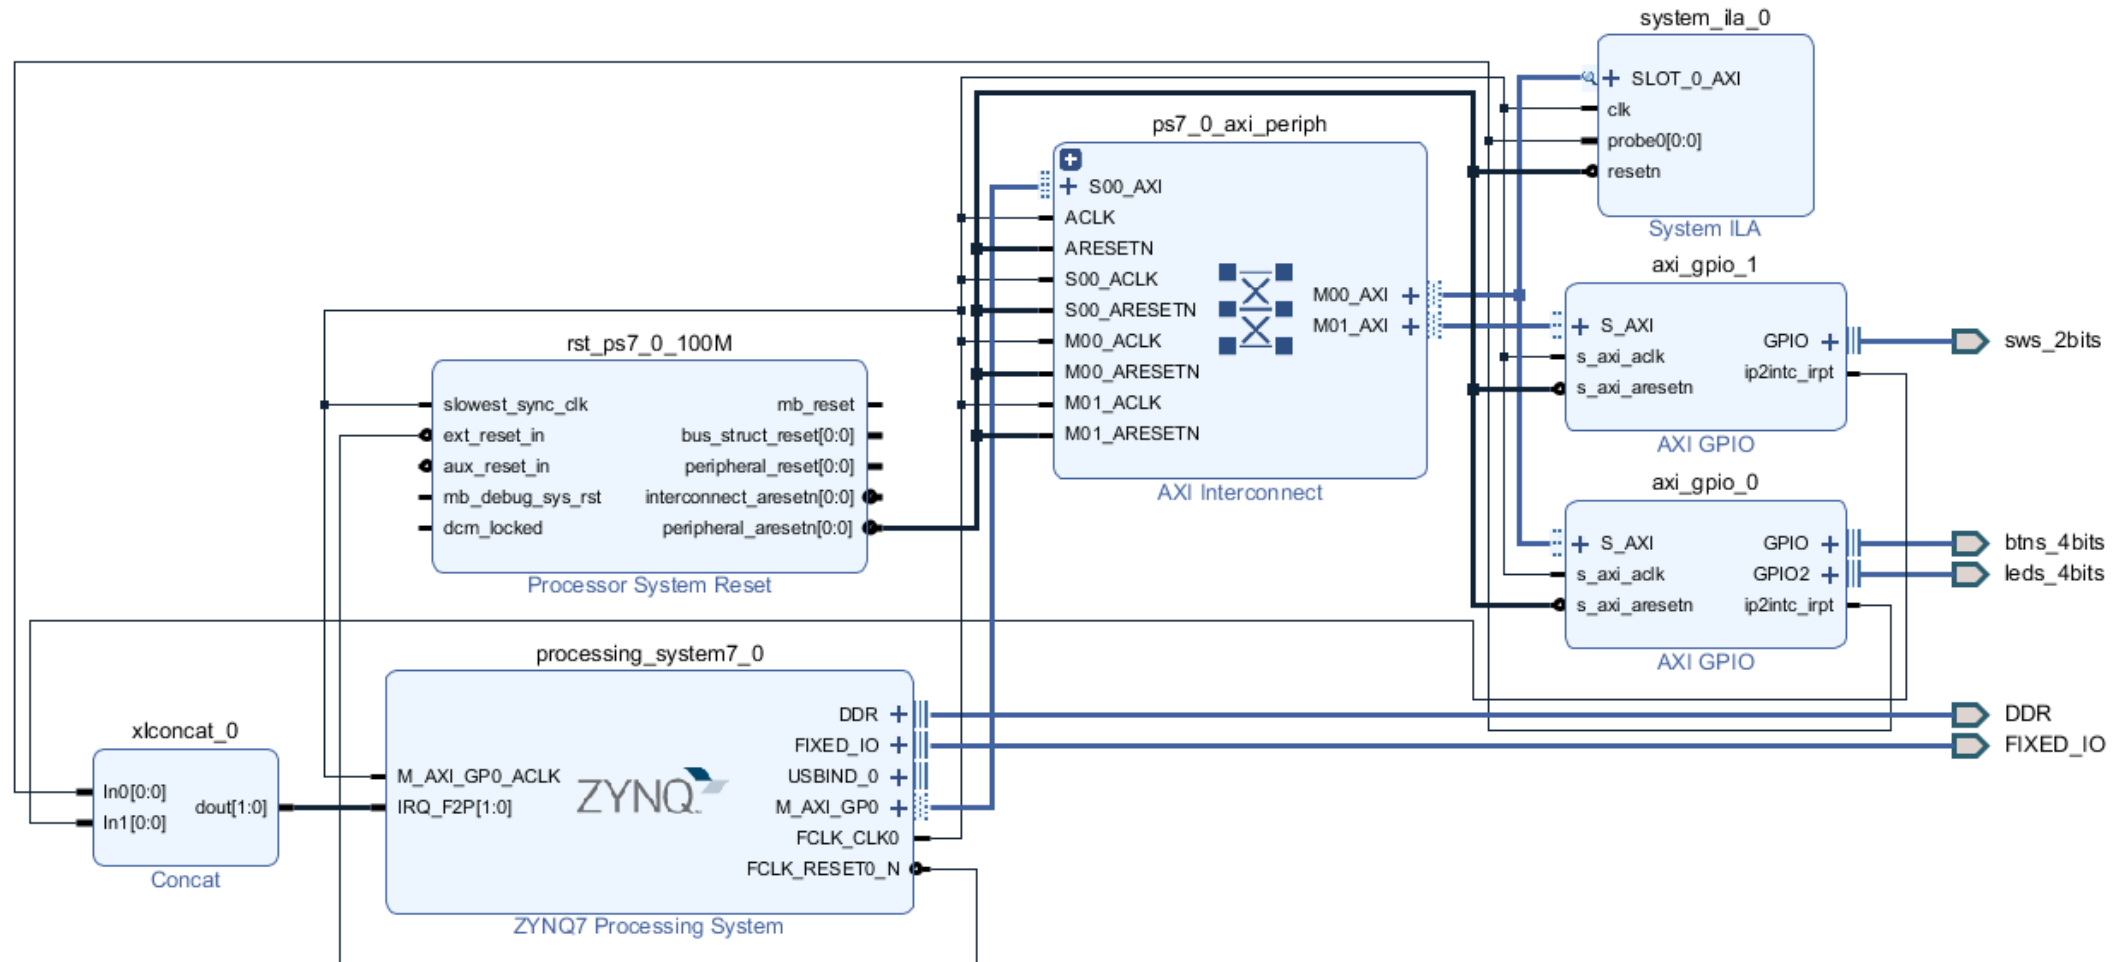 system_ila_0
SLOT_0_AXI
clk
probe0[0:0]
resetn
System ILA
ps7_0_axi_periph
S00_AXI
ACLK
ARESETN
S00_ACLK
S00_ARESETN
M00_ACLK
M00_ARESETN
M01_ACLK
M01_ARESETN
M00_AXI
M01_AXI
AXI Interconnect
axi_gpio_1
S_AXI
s_axi_aclk
s_axi_aresetn
GPIO
ip2intc_irpt
AXI GPIO
sws_2bits
rst_ps7_0_100M
slowest_sync_clk
ext_reset_in
aux_reset_in
mb_debug_sys_rst
dcm_locked
mb_reset
bus_struct_reset[0:0]
peripheral_reset[0:0]
interconnect_aresetn[0:0]
peripheral_aresetn[0:0]
Processor System Reset
axi_gpio_0
S_AXI
s_axi_aclk
s_axi_aresetn
GPIO
GPIO2
ip2intc_irpt
AXI GPIO
btns_4bits
leds_4bits
processing_system7_0
M_AXI_GP0_ACLK
IRQ_F2P[1:0]
ZYNQ
DDR
FIXED_IO
USBIND_0
M_AXI_GP0
FCLK_CLK0
FCLK_RESET0_N
ZYNQ7 Processing System
DDR
FIXED_IO
xlconcat_0
In0[0:0]
In1[0:0]
dout[1:0]
Concat